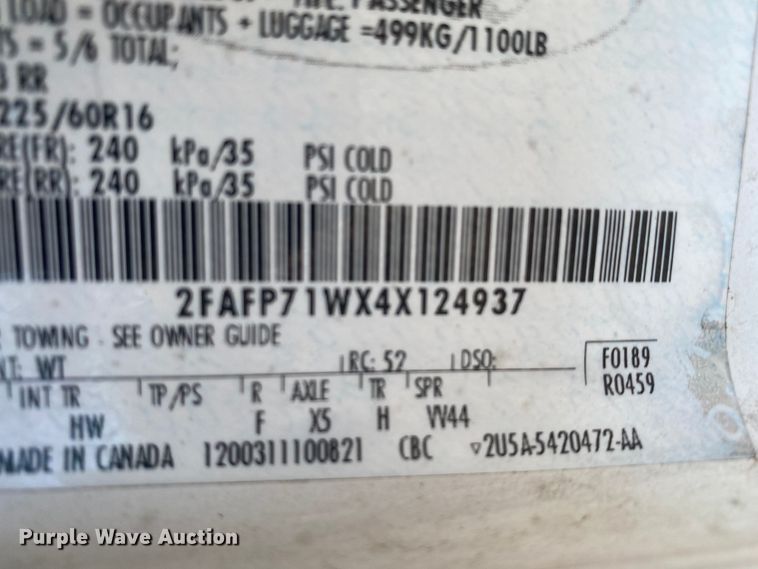 PASSENGER
LOAD = OCCUPANTS + LUGGAGE =499KG/1100LB
= 5/6 TOTAL;
RR
225/60R16
240 kPa/35 PSI COLD
240 kPa/35 PSI COLD
2FAFP71WX4X124937
TOWING - SEE OWNER GUIDE
WT RC: 52 DSO:
F0189
R0459
INT TR TP/PS R AXLE TR SPR
HW F X5 H VV44
MADE IN CANADA 1200311100821 CBC ▽2U5A-5420472-AA
Purple Wave Auction